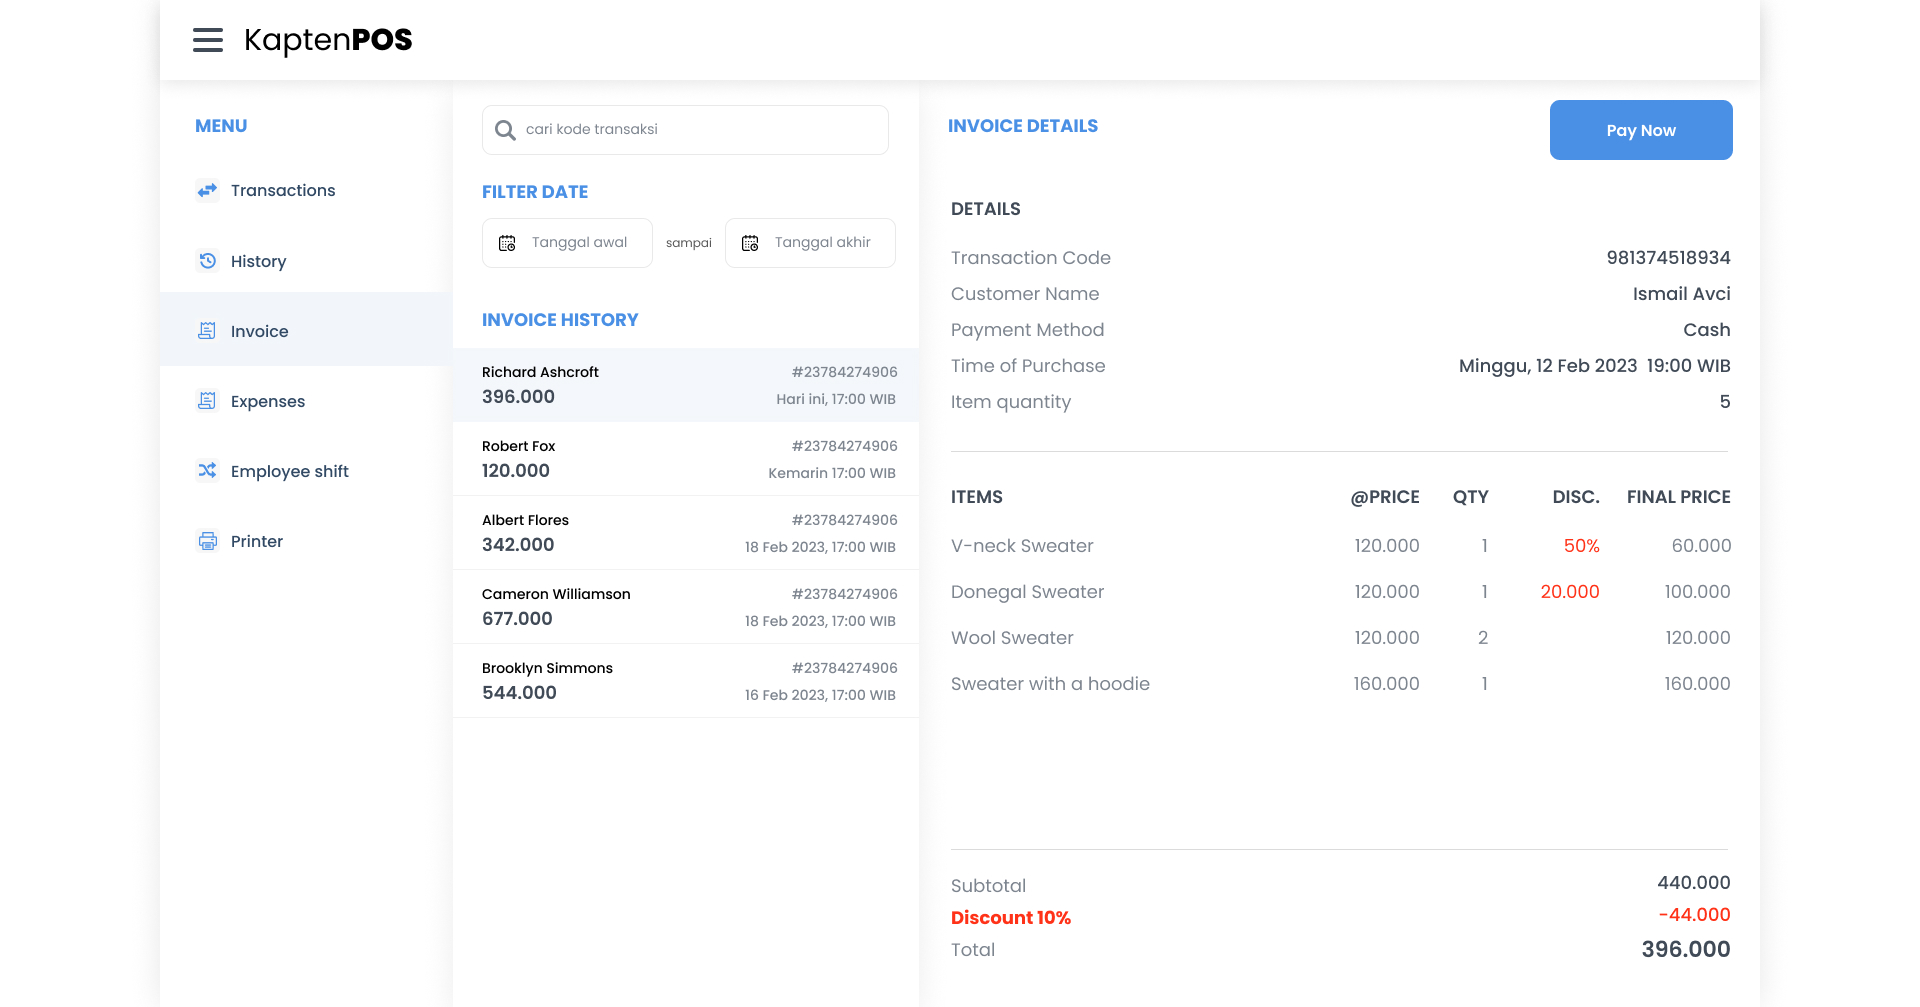 KaptenPOS
MENU
Transactions
History
Invoice
Expenses
Employee shift
Printer
cari kode transaksi
FILTER DATE
Tanggal awal sampai Tanggal akhir
INVOICE HISTORY
Richard Ashcroft #23784274906
396.000 Hari ini, 17:00 WIB
Robert Fox #23784274906
120.000 Kemarin 17:00 WIB
Albert Flores #23784274906
342.000 18 Feb 2023, 17:00 WIB
Cameron Williamson #23784274906
677.000 18 Feb 2023, 17:00 WIB
Brooklyn Simmons #23784274906
544.000 16 Feb 2023, 17:00 WIB
INVOICE DETAILS
Pay Now
DETAILS
Transaction Code 981374518934
Customer Name Ismail Avci
Payment Method Cash
Time of Purchase Minggu, 12 Feb 2023 19:00 WIB
Item quantity 5
ITEMS @PRICE QTY DISC. FINAL PRICE
V-neck Sweater 120.000 1 50% 60.000
Donegal Sweater 120.000 1 20.000 100.000
Wool Sweater 120.000 2 120.000
Sweater with a hoodie 160.000 1 160.000
Subtotal 440.000
Discount 10% -44.000
Total 396.000